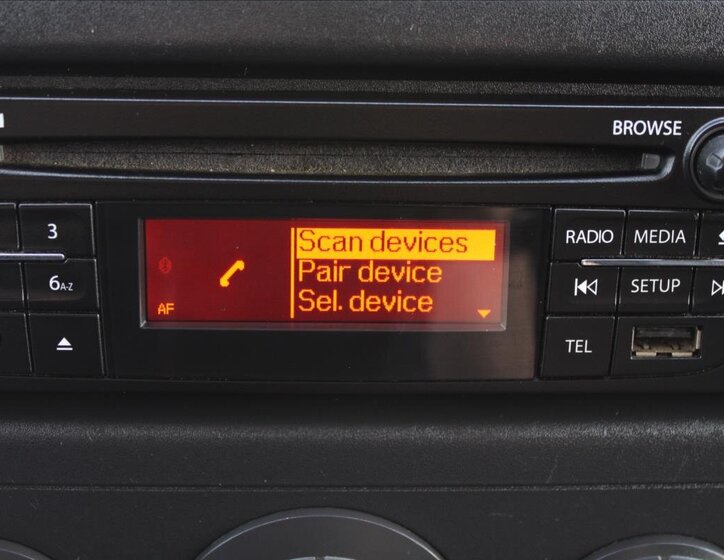 BROWSE
3
Scan devices
RADIO
MEDIA
6A-Z
Pair device
SETUP
AF
Sel. device
TEL